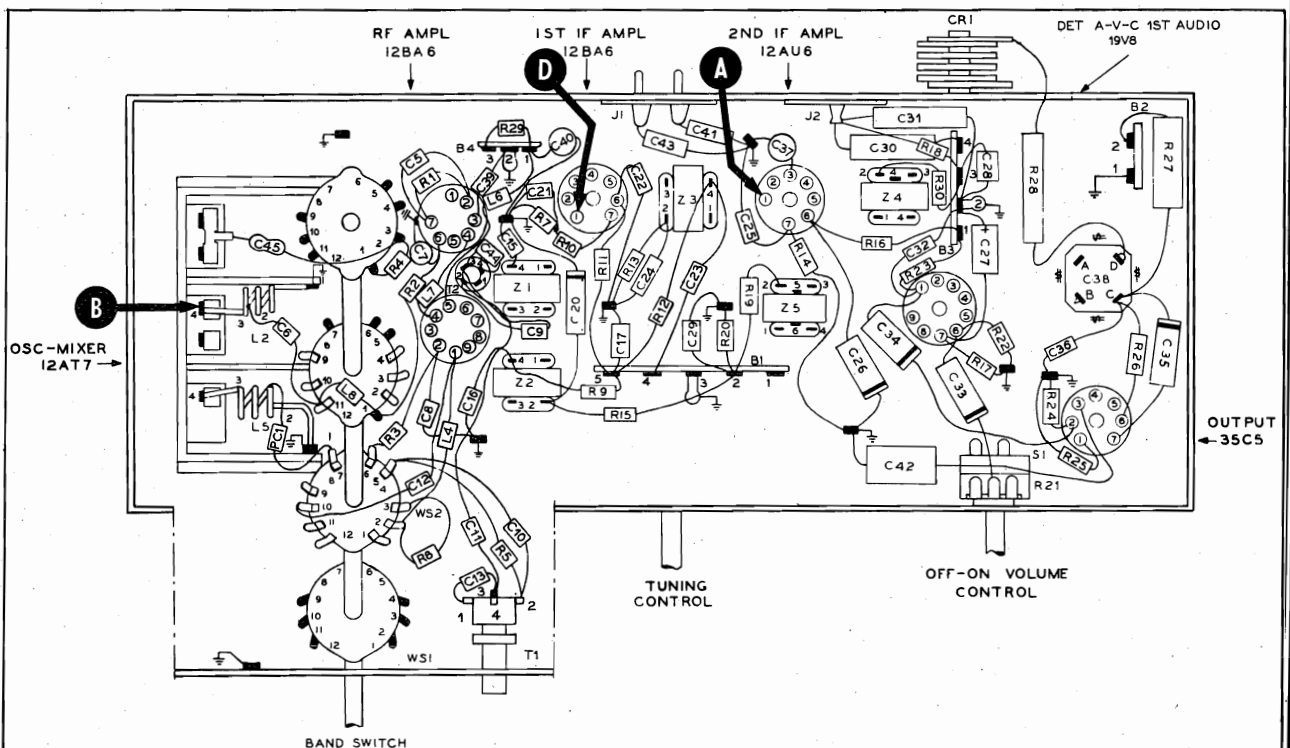 RF AMPL
12BA6
1ST IF AMPL
12BA6
2ND IF AMPL
12AU6
CR1
DET A-V-C 1ST AUDIO
19V8
D
A
B
J1
J2
B2
B4
R29
C40
C43
C41
C37
C31
C30
R18
R30
C28
R28
R27
C5
R1
C39
L6
C21
C22
Z3
Z4
C45
C7
R4
R2
L7
C44
T2
C15
R7
R10
R11
R13
C24
C23
R12
C25
R14
R16
C32
B3
C27
R23
C38
A
D
B
C
Z1
C9
C20
Z2
C17
C29
R20
R19
Z5
B1
R9
R15
C26
C34
C33
R17
R22
C36
R24
R25
R26
C35
L2
C6
L8
L5
PC1
R3
C8
L4
C16
C12
WS2
R8
C11
R5
C10
C13
T1
WS1
C42
S1
R21
OSC-MIXER
12AT7
OUTPUT
35C5
TUNING
CONTROL
OFF-ON VOLUME
CONTROL
BAND SWITCH